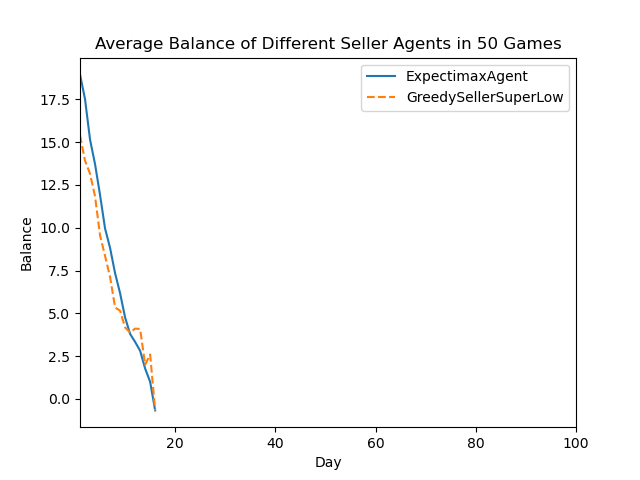 Average Balance of Different Seller Agents in 50 Games
ExpectimaxAgent
GreedySellerSuperLow
Balance
17.5
15.0
12.5
10.0
7.5
5.0
2.5
0.0
20 40 60 80 100
Day